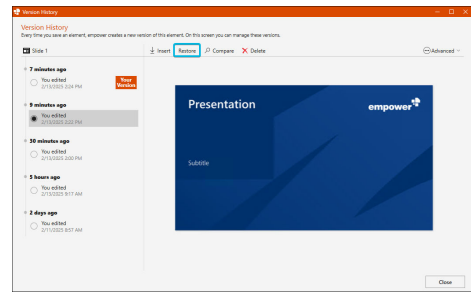 Version History
Version History
Every time you save an element, empower creates a new version of this element. On this screen you can manage these versions.
Slide 1
Insert Restore Compare Delete Advanced
7 minutes ago
You edited
2/13/2025 2:24 PM
Your
Version
9 minutes ago
You edited
2/13/2025 2:22 PM
30 minutes ago
You edited
2/13/2025 2:00 PM
5 hours ago
You edited
2/13/2025 9:17 AM
2 days ago
You edited
2/11/2025 8:57 AM
Presentation
empower
Subtitle
Close